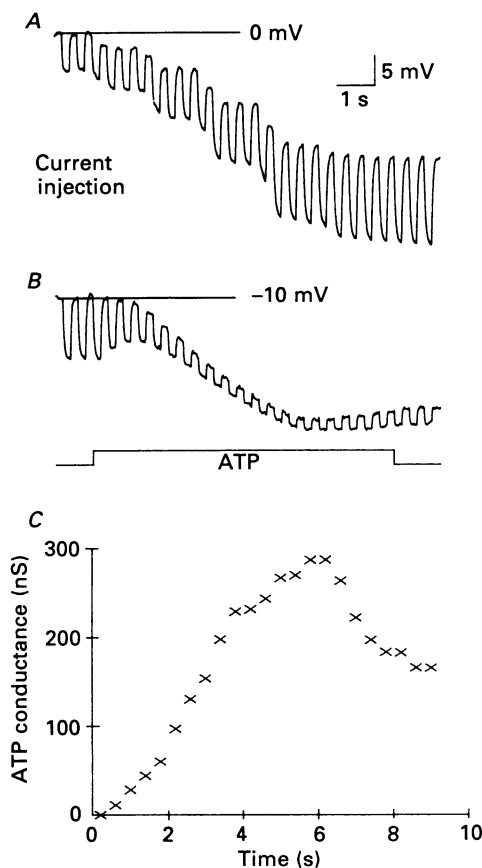 A
0 mV
5 mV
1 s
Current
injection
B
−10 mV
ATP
C
300
200
100
0
ATP conductance (nS)
0 2 4 6 8 10
Time (s)